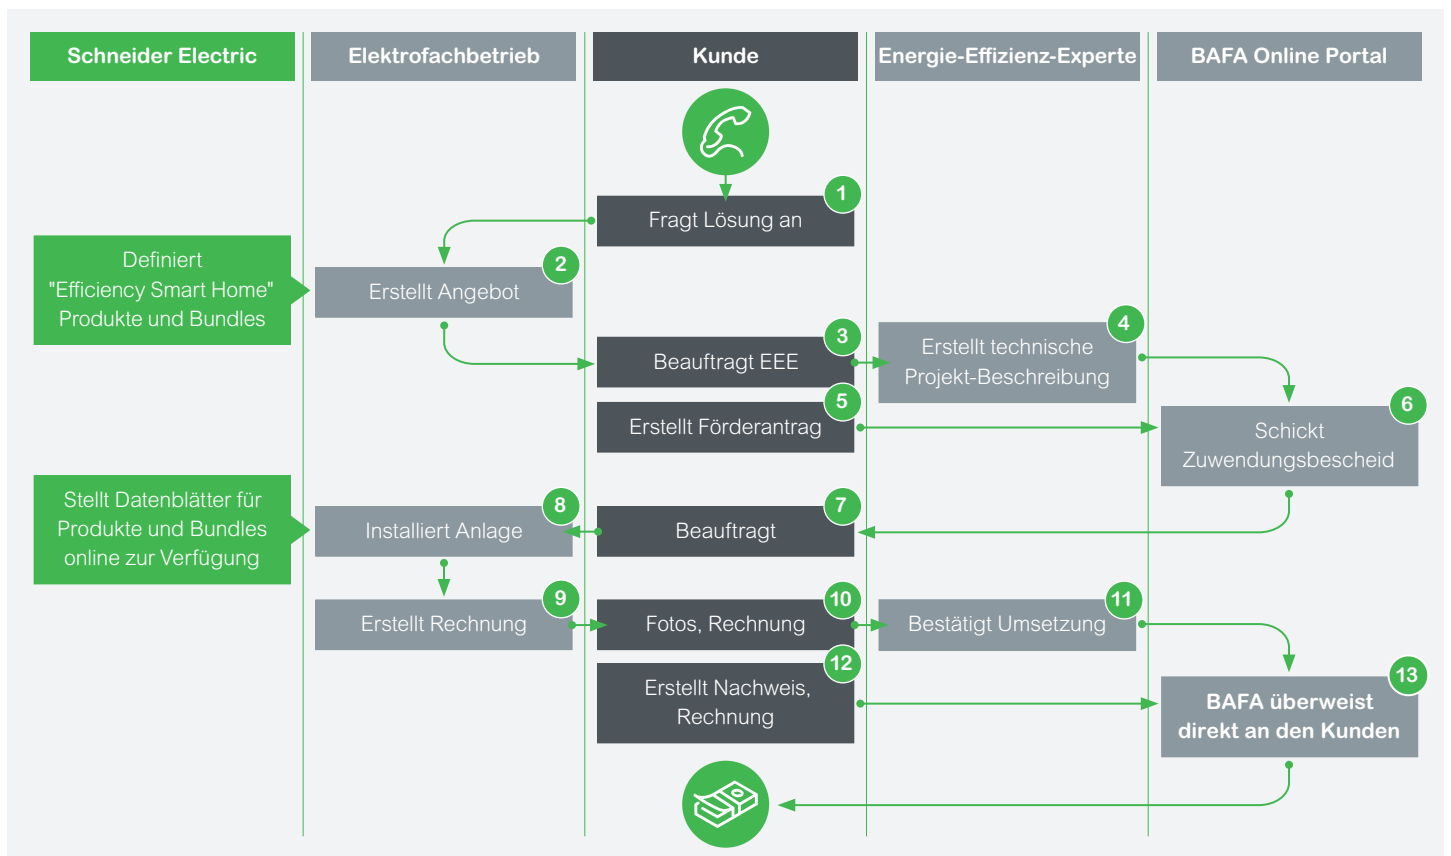 Schneider Electric
Elektrofachbetrieb
Kunde
Energie-Effizienz-Experte
BAFA Online Portal
1
Fragt Lösung an
Definiert
"Efficiency Smart Home"
Produkte und Bundles
2
Erstellt Angebot
3
Beauftragt EEE
4
Erstellt technische
Projekt-Beschreibung
5
Erstellt Förderantrag
6
Schickt
Zuwendungsbescheid
7
Beauftragt
Stellt Datenblätter für
Produkte und Bundles
online zur Verfügung
8
Installiert Anlage
9
Erstellt Rechnung
10
Fotos, Rechnung
11
Bestätigt Umsetzung
12
Erstellt Nachweis,
Rechnung
13
BAFA überweist
direkt an den Kunden